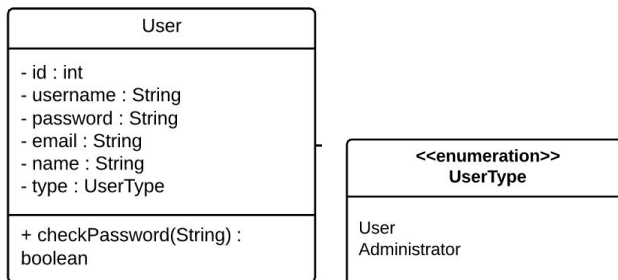 User
- id : int
- username : String
- password : String
- email : String
- name : String
- type : UserType
+ checkPassword(String) :
boolean
<<enumeration>>
UserType
User
Administrator